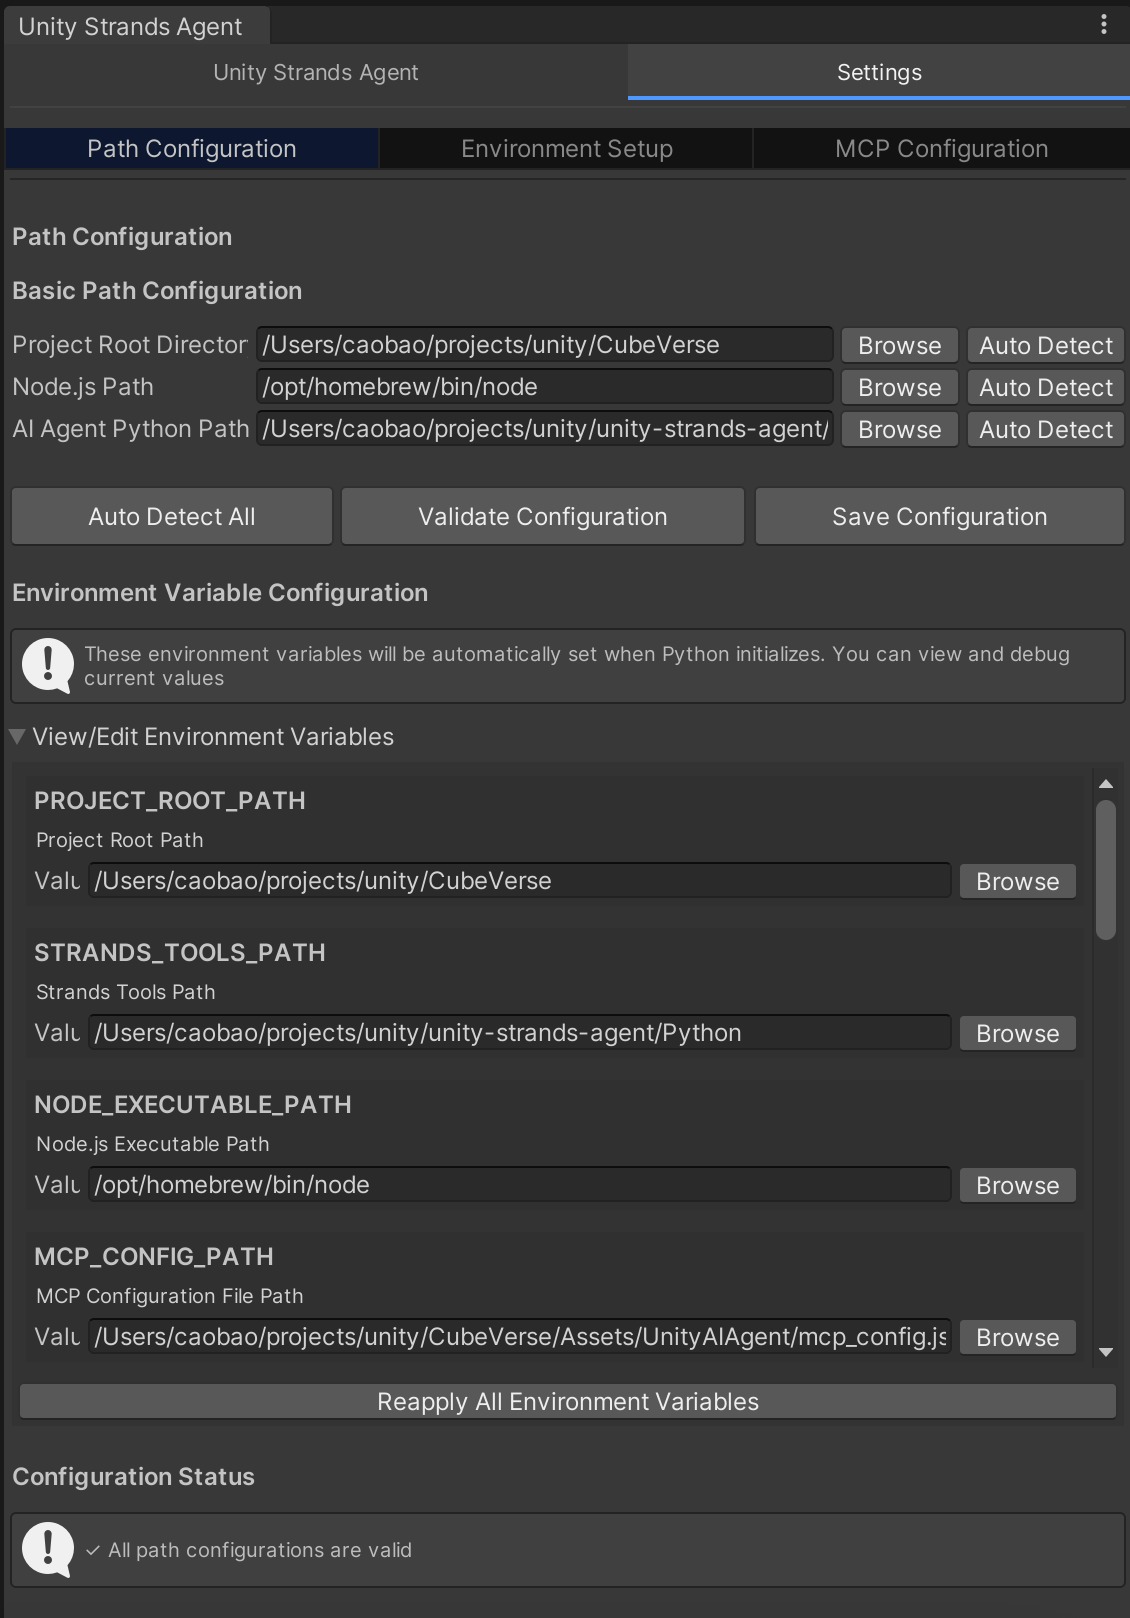 Unity Strands Agent
Unity Strands Agent
Settings
Path Configuration
Environment Setup
MCP Configuration
Path Configuration
Basic Path Configuration
Project Root Director
/Users/caobao/projects/unity/CubeVerse
Browse
Auto Detect
Node.js Path
/opt/homebrew/bin/node
Browse
Auto Detect
AI Agent Python Path
/Users/caobao/projects/unity/unity-strands-agent/
Browse
Auto Detect
Auto Detect All
Validate Configuration
Save Configuration
Environment Variable Configuration
These environment variables will be automatically set when Python initializes. You can view and debug
current values
View/Edit Environment Variables
PROJECT_ROOT_PATH
Project Root Path
Valu
/Users/caobao/projects/unity/CubeVerse
Browse
STRANDS_TOOLS_PATH
Strands Tools Path
Valu
/Users/caobao/projects/unity/unity-strands-agent/Python
Browse
NODE_EXECUTABLE_PATH
Node.js Executable Path
Valu
/opt/homebrew/bin/node
Browse
MCP_CONFIG_PATH
MCP Configuration File Path
Valu
/Users/caobao/projects/unity/CubeVerse/Assets/UnityAIAgent/mcp_config.js
Browse
Reapply All Environment Variables
Configuration Status
✓ All path configurations are valid